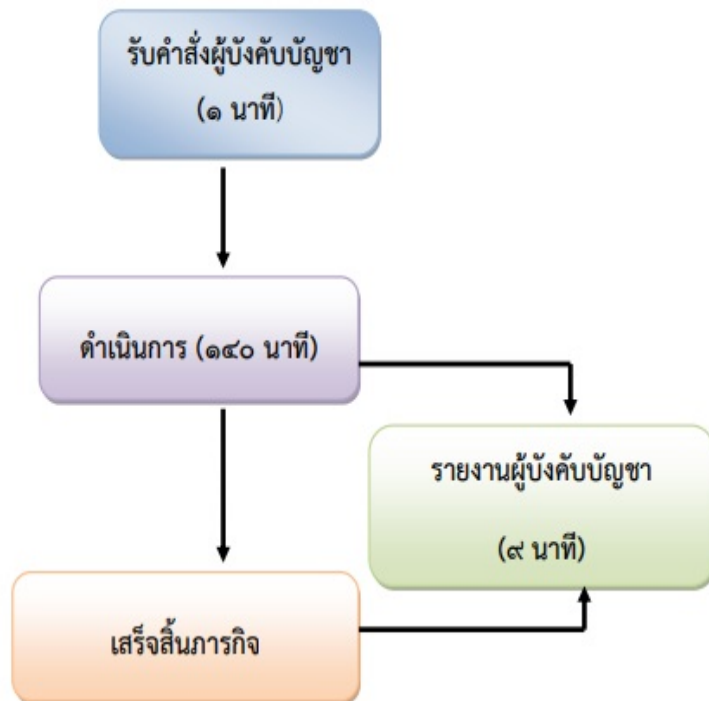 รับคำสั่งผู้บังคับบัญชา
(๑ นาที)
ดำเนินการ (๑๔๐ นาที)
รายงานผู้บังคับบัญชา
(๙ นาที)
เสร็จสิ้นภารกิจ